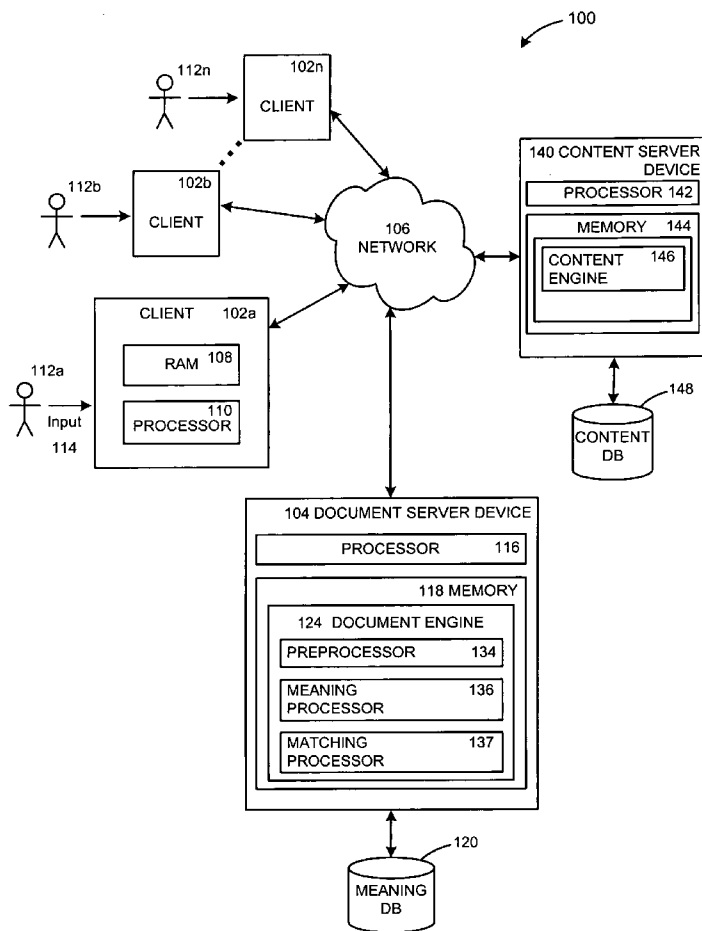 100
112n
102n
CLIENT
112b
102b
CLIENT
106
NETWORK
140 CONTENT SERVER
DEVICE
PROCESSOR 142
MEMORY 144
CONTENT 146
ENGINE
148
CONTENT
DB
CLIENT 102a
RAM 108
110
PROCESSOR
112a
Input
114
104 DOCUMENT SERVER DEVICE
PROCESSOR 116
118 MEMORY
124 DOCUMENT ENGINE
PREPROCESSOR 134
MEANING 136
PROCESSOR
MATCHING 137
PROCESSOR
120
MEANING
DB